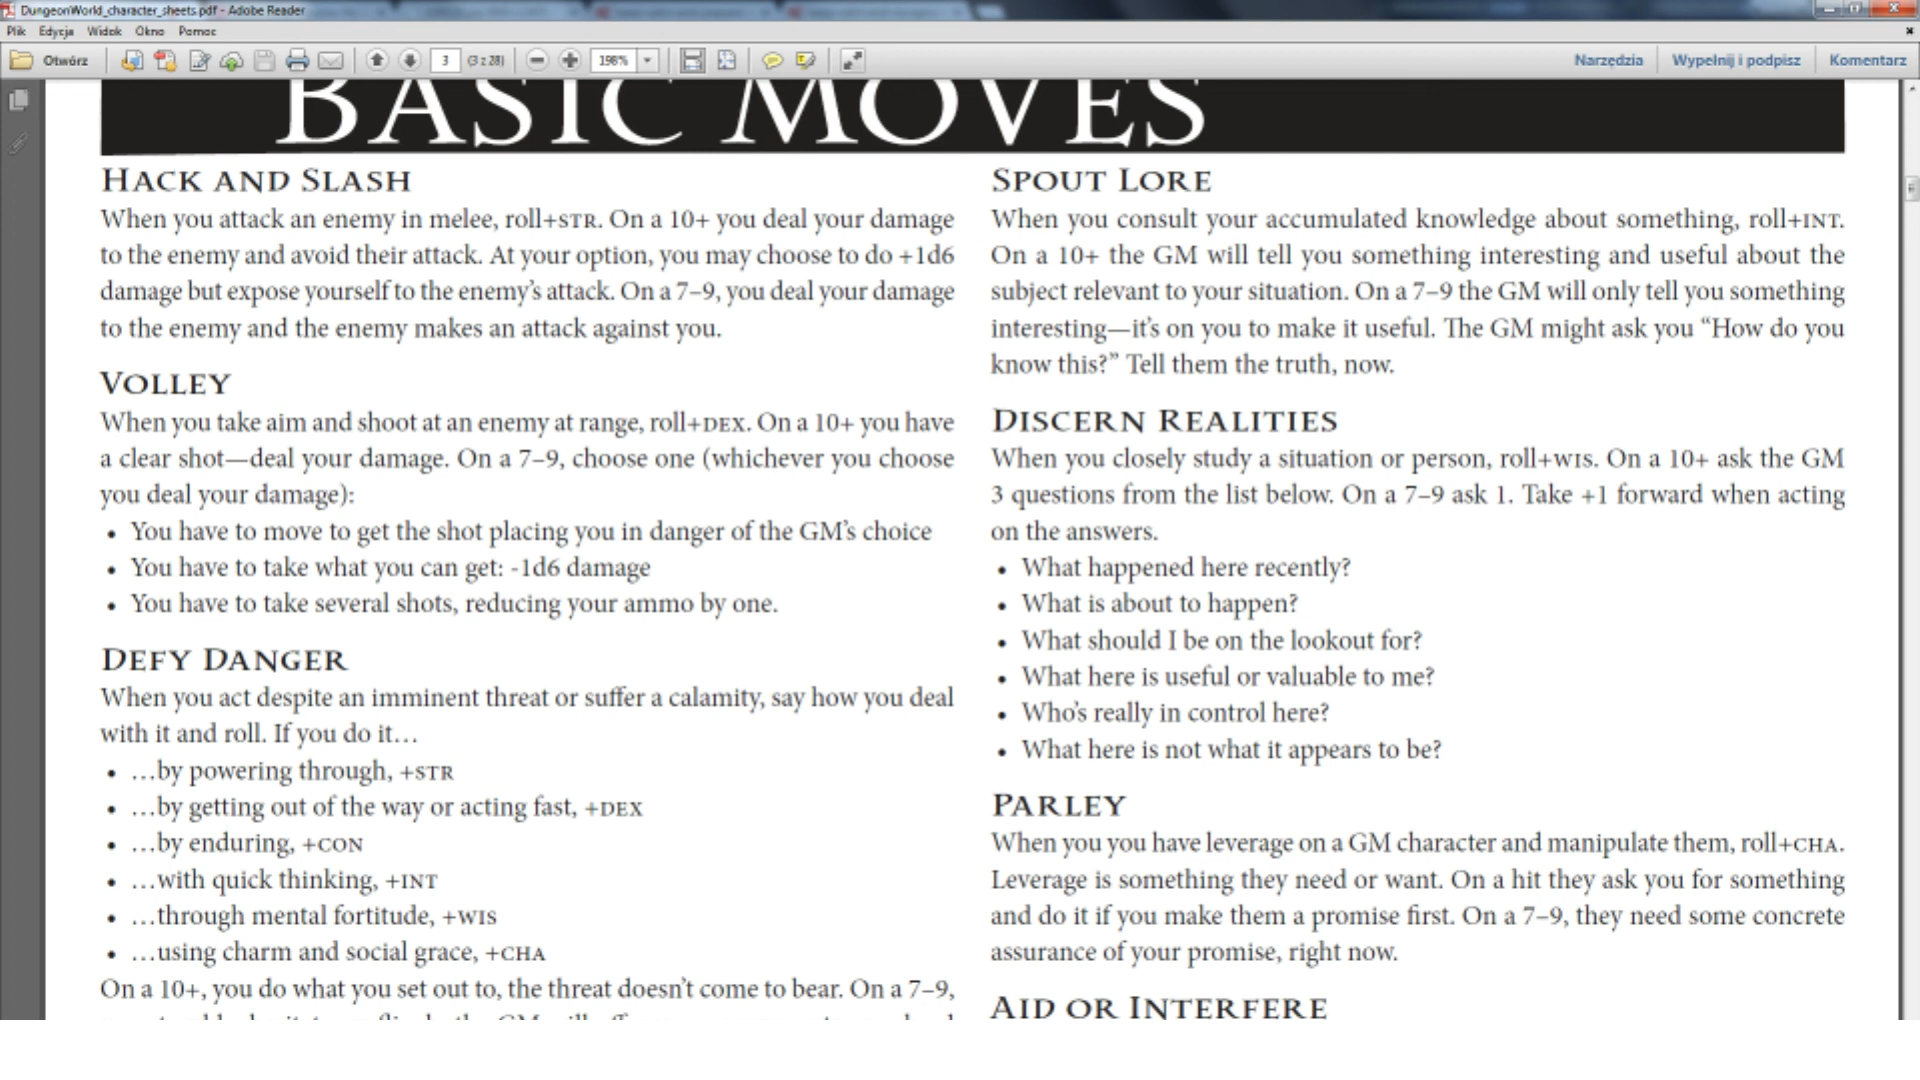 DungeonWorld_character_sheets.pdf - Adobe Reader
Plik Edycja Widok Okno Pomoc
Otwórz 3 (3 z 28) 198% Narzędzia Wypełnij i podpisz Komentarz
BASIC MOVES
HACK AND SLASH
When you attack an enemy in melee, roll+STR. On a 10+ you deal your damage
to the enemy and avoid their attack. At your option, you may choose to do +1d6
damage but expose yourself to the enemy's attack. On a 7–9, you deal your damage
to the enemy and the enemy makes an attack against you.
VOLLEY
When you take aim and shoot at an enemy at range, roll+DEX. On a 10+ you have
a clear shot—deal your damage. On a 7–9, choose one (whichever you choose
you deal your damage):
• You have to move to get the shot placing you in danger of the GM's choice
• You have to take what you can get: -1d6 damage
• You have to take several shots, reducing your ammo by one.
DEFY DANGER
When you act despite an imminent threat or suffer a calamity, say how you deal
with it and roll. If you do it…
• …by powering through, +STR
• …by getting out of the way or acting fast, +DEX
• …by enduring, +CON
• …with quick thinking, +INT
• …through mental fortitude, +WIS
• …using charm and social grace, +CHA
On a 10+, you do what you set out to, the threat doesn't come to bear. On a 7–9,
SPOUT LORE
When you consult your accumulated knowledge about something, roll+INT.
On a 10+ the GM will tell you something interesting and useful about the
subject relevant to your situation. On a 7–9 the GM will only tell you something
interesting—it's on you to make it useful. The GM might ask you “How do you
know this?” Tell them the truth, now.
DISCERN REALITIES
When you closely study a situation or person, roll+WIS. On a 10+ ask the GM
3 questions from the list below. On a 7–9 ask 1. Take +1 forward when acting
on the answers.
• What happened here recently?
• What is about to happen?
• What should I be on the lookout for?
• What here is useful or valuable to me?
• Who's really in control here?
• What here is not what it appears to be?
PARLEY
When you you have leverage on a GM character and manipulate them, roll+CHA.
Leverage is something they need or want. On a hit they ask you for something
and do it if you make them a promise first. On a 7–9, they need some concrete
assurance of your promise, right now.
AID OR INTERFERE